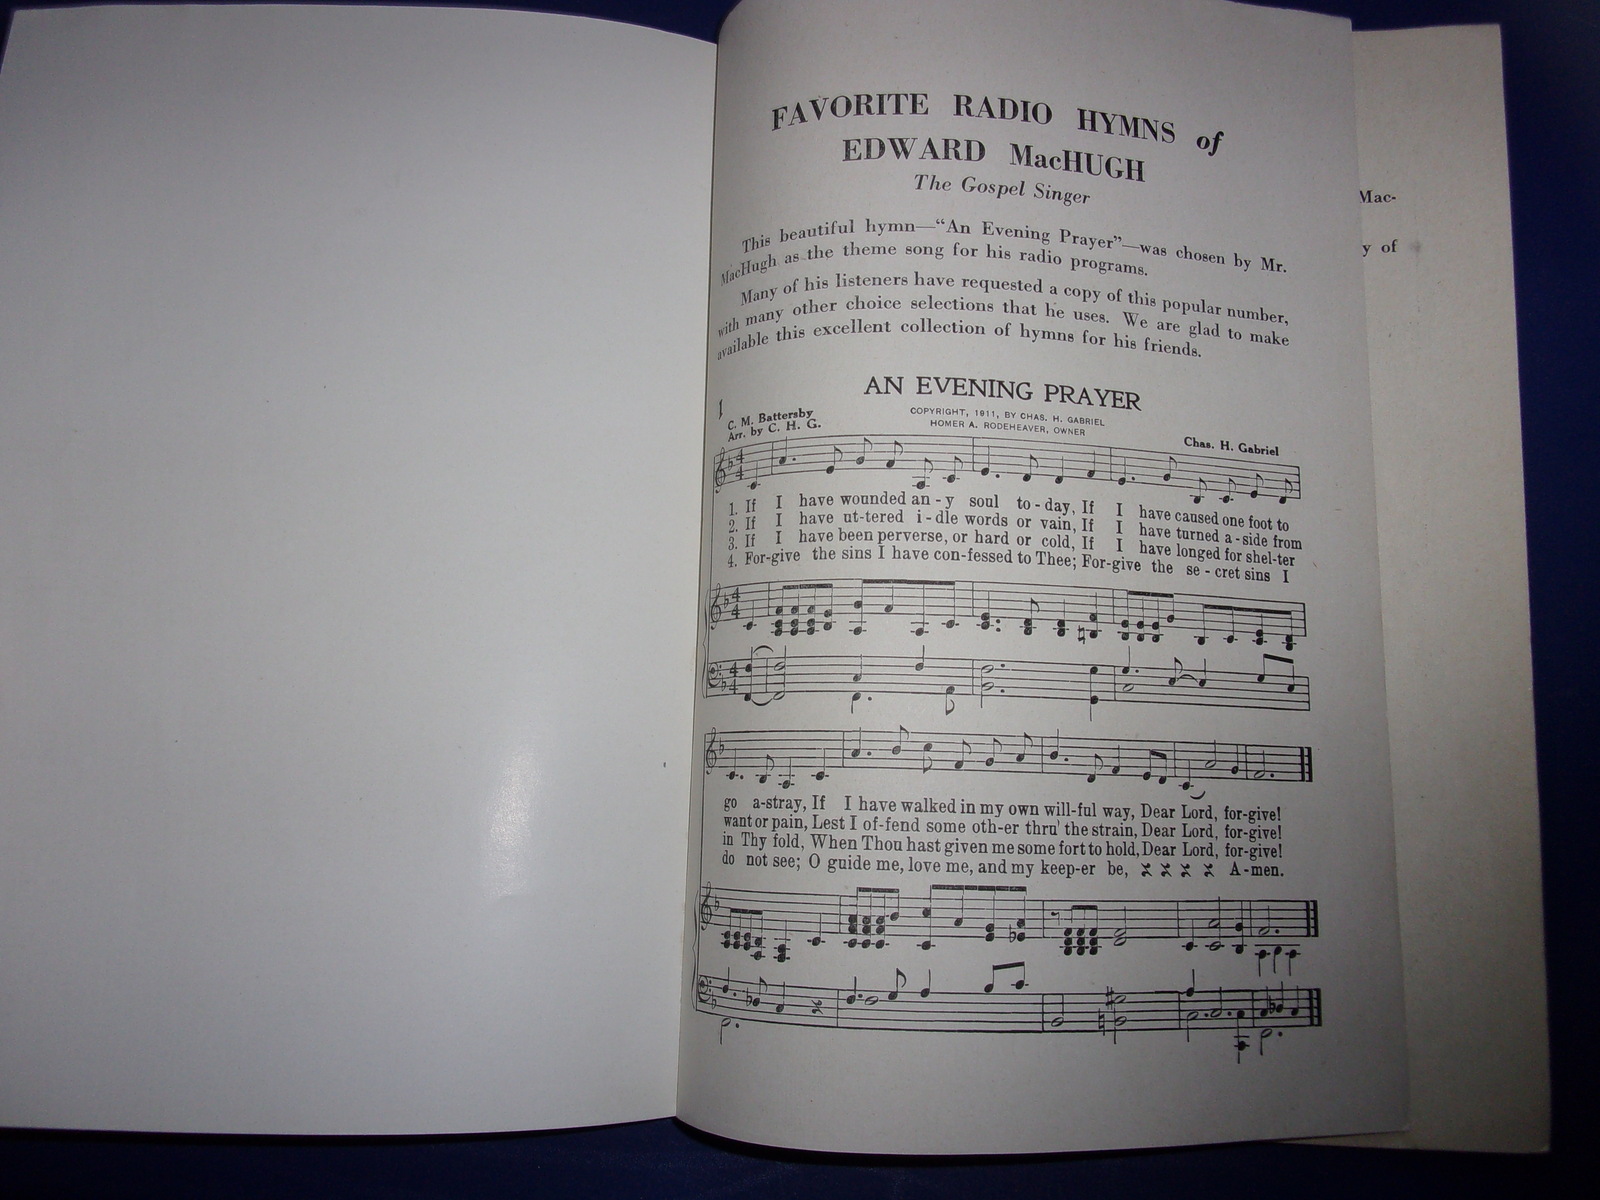 FAVORITE RADIO HYMNS of
EDWARD MacHUGH
The Gospel Singer
This beautiful hymn—“An Evening Prayer”—was chosen by Mr.
MacHugh as the theme song for his radio programs.
Many of his listeners have requested a copy of this popular number,
with many other choice selections that he uses. We are glad to make
available this excellent collection of hymns for his friends.
AN EVENING PRAYER
1
C. M. Battersby
Arr. by C. H. G.
COPYRIGHT, 1911, BY CHAS. H. GABRIEL
HOMER A. RODEHEAVER, OWNER
Chas. H. Gabriel
1. If I have wounded an - y soul to - day, If I have caused one foot to
2. If I have ut-tered i - dle words or vain, If I have turned a - side from
3. If I have been perverse, or hard or cold, If I have longed for shel-ter
4. For-give the sins I have con-fessed to Thee; For-give the se - cret sins I
go a-stray, If I have walked in my own will-ful way, Dear Lord, for-give!
want or pain, Lest I of-fend some oth-er thru' the strain, Dear Lord, for-give!
in Thy fold, When Thou hast given me some fort to hold, Dear Lord, for-give!
do not see; O guide me, love me, and my keep-er be, A-men.
Mac-
y of